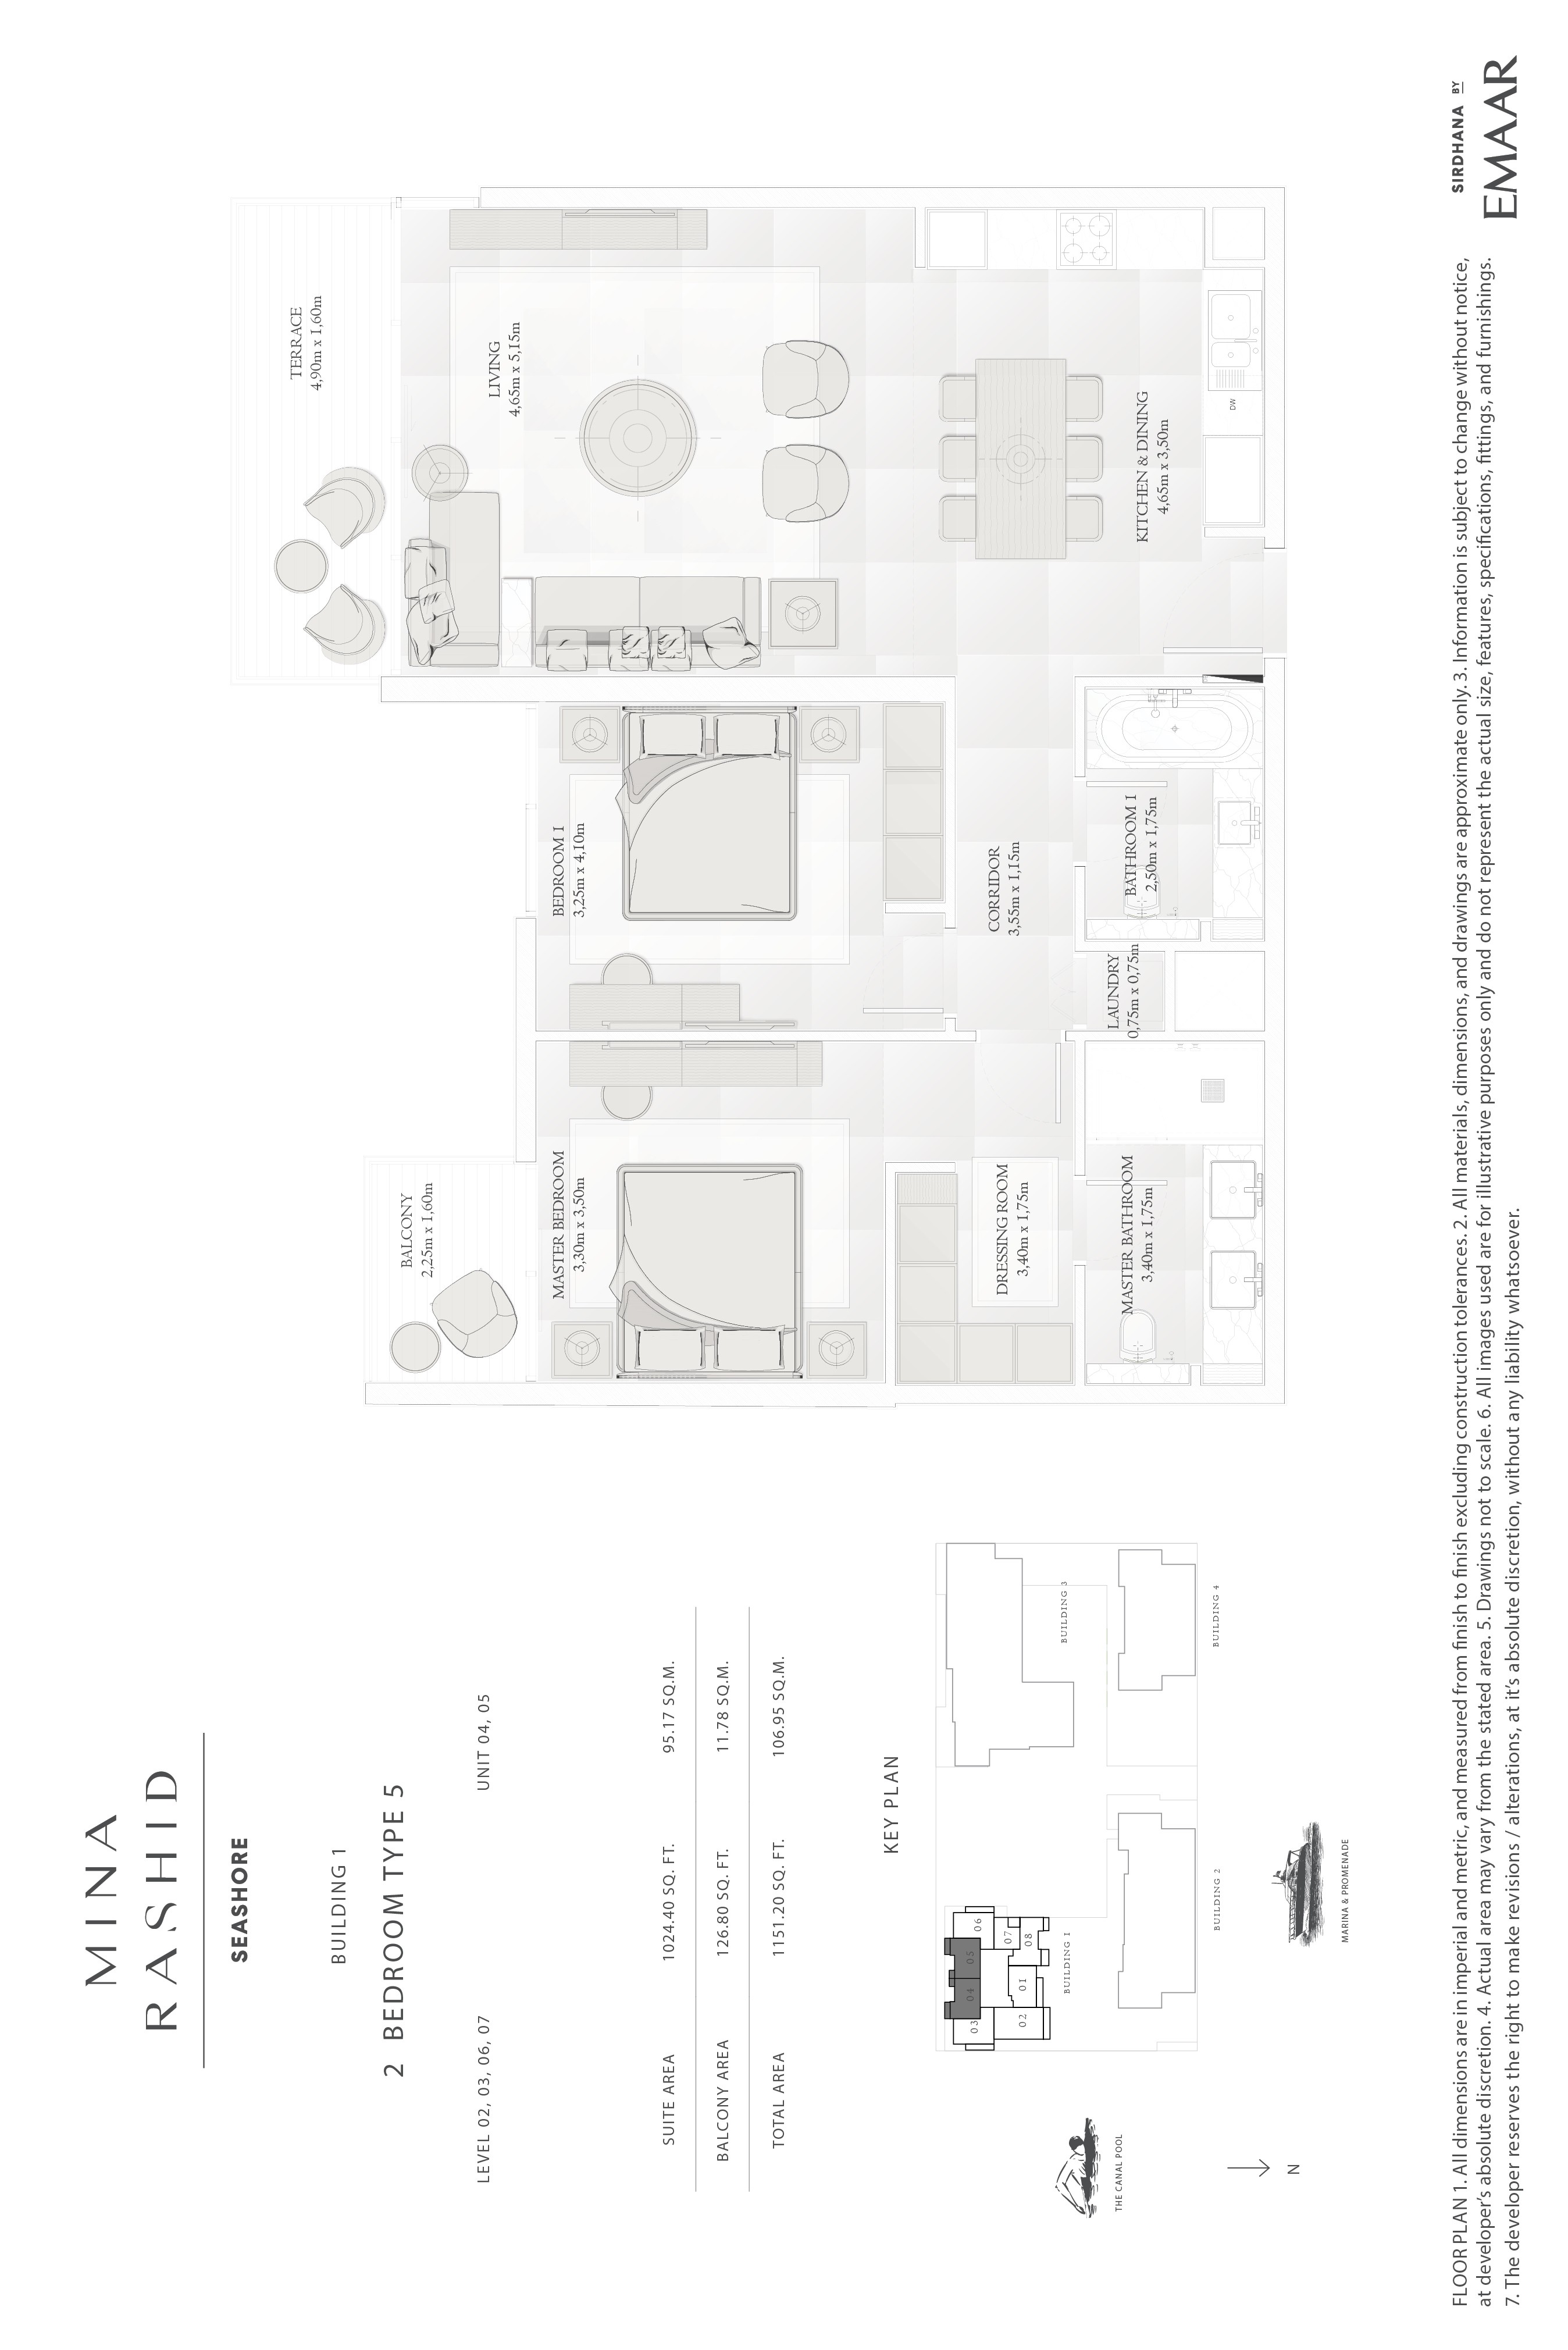 MINA
RASHID
SEASHORE
BUILDING 1
2 BEDROOM TYPE 5
LEVEL 02, 03, 06, 07 UNIT 04, 05
SUITE AREA 1024.40 SQ. FT. 95.17 SQ.M.
BALCONY AREA 126.80 SQ. FT. 11.78 SQ.M.
TOTAL AREA 1151.20 SQ. FT. 106.95 SQ.M.
KEY PLAN
03
04
05
06
07
08
01
02
BUILDING 1
BUILDING 2
BUILDING 3
BUILDING 4
THE CANAL POOL
MARINA & PROMENADE
N
TERRACE
4,90m x 1,60m
BALCONY
2,25m x 1,60m
LIVING
4,65m x 5,15m
MASTER BEDROOM
3,30m x 3,50m
BEDROOM 1
3,25m x 4,10m
DRESSING ROOM
3,40m x 1,75m
CORRIDOR
3,55m x 1,15m
KITCHEN & DINING
4,65m x 3,50m
MASTER BATHROOM
3,40m x 1,75m
LAUNDRY
0,75m x 0,75m
BATHROOM 1
2,50m x 1,75m
DW
FLOOR PLAN 1. All dimensions are in imperial and metric, and measured from finish to finish excluding construction tolerances. 2. All materials, dimensions, and drawings are approximate only. 3. Information is subject to change without notice,
at developer's absolute discretion. 4. Actual area may vary from the stated area. 5. Drawings not to scale. 6. All images used are for illustrative purposes only and do not represent the actual size, features, specifications, fittings, and furnishings.
7. The developer reserves the right to make revisions / alterations, at it's absolute discretion, without any liability whatsoever.
SIRDHANA BY
EMAAR